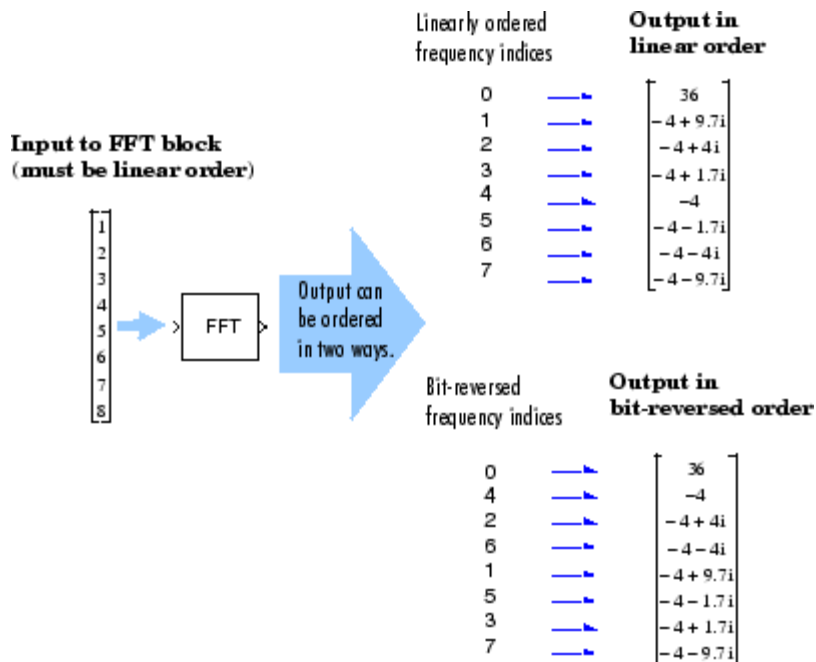 Input to FFT block
(must be linear order)
1
2
3
4
5
6
7
8
FFT
Output can
be ordered
in two ways.
Linearly ordered
frequency indices
0
1
2
3
4
5
6
7
Output in
linear order
36
-4 + 9.7i
-4 + 4i
-4 + 1.7i
-4
-4 - 1.7i
-4 - 4i
-4 - 9.7i
Bit-reversed
frequency indices
0
4
2
6
1
5
3
7
Output in
bit-reversed order
36
-4
-4 + 4i
-4 - 4i
-4 + 9.7i
-4 - 1.7i
-4 + 1.7i
-4 - 9.7i